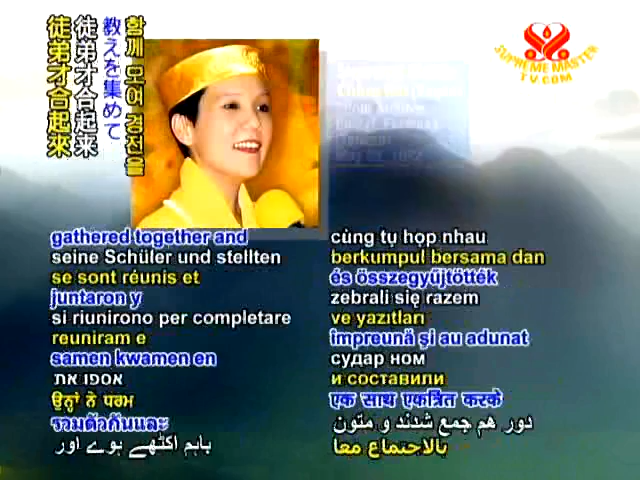 徒弟才合起來
徒弟才合起來
教えを集めて
함께 모여 경전을
SUPREME MASTER
TV.COM
gathered together and
seine Schüler und stellten
se sont réunis et
juntaron y
si riunirono per completare
reuniram e
samen kwamen en
אספו את
ਉਨ੍ਹਾਂ ਨੇ ਧਰਮ
รวมตัวกันและ
باہم اکٹھے ہوے اور
cùng tụ họp nhau
berkumpul bersama dan
és összegyűjtötték
zebrali się razem
ve yazıtları
împreună şi au adunat
судар ном
и составили
एक साथ एकत्रित करके
دور هم جمع شدند و متون
بالاجتماع معا